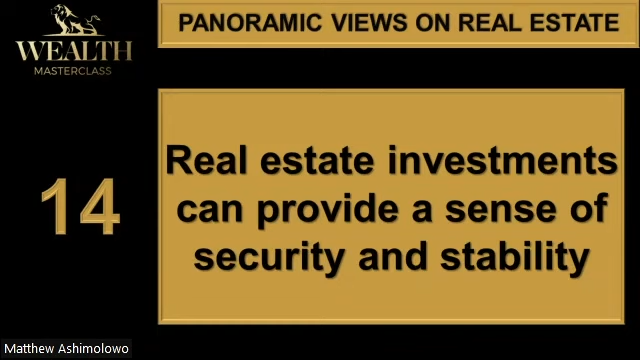 WEALTH
MASTERCLASS
PANORAMIC VIEWS ON REAL ESTATE
14
Real estate investments
can provide a sense of
security and stability
Matthew Ashimolowo